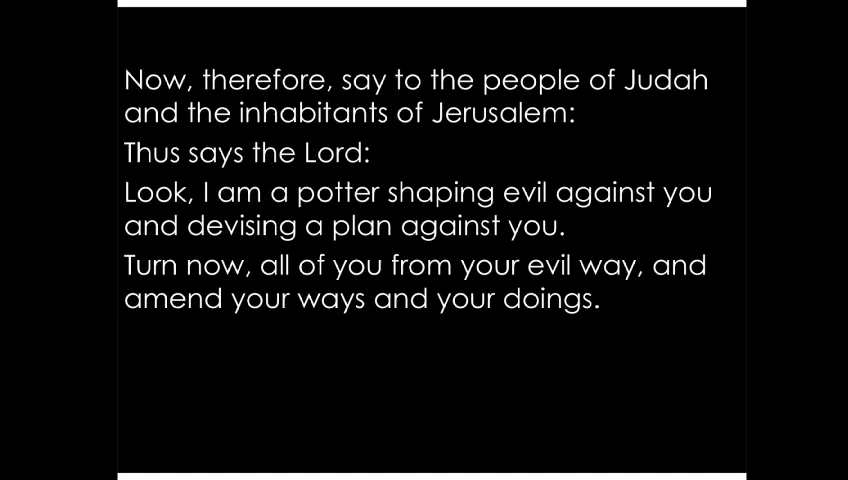 Now, therefore, say to the people of Judah
and the inhabitants of Jerusalem:
Thus says the Lord:
Look, I am a potter shaping evil against you
and devising a plan against you.
Turn now, all of you from your evil way, and
amend your ways and your doings.